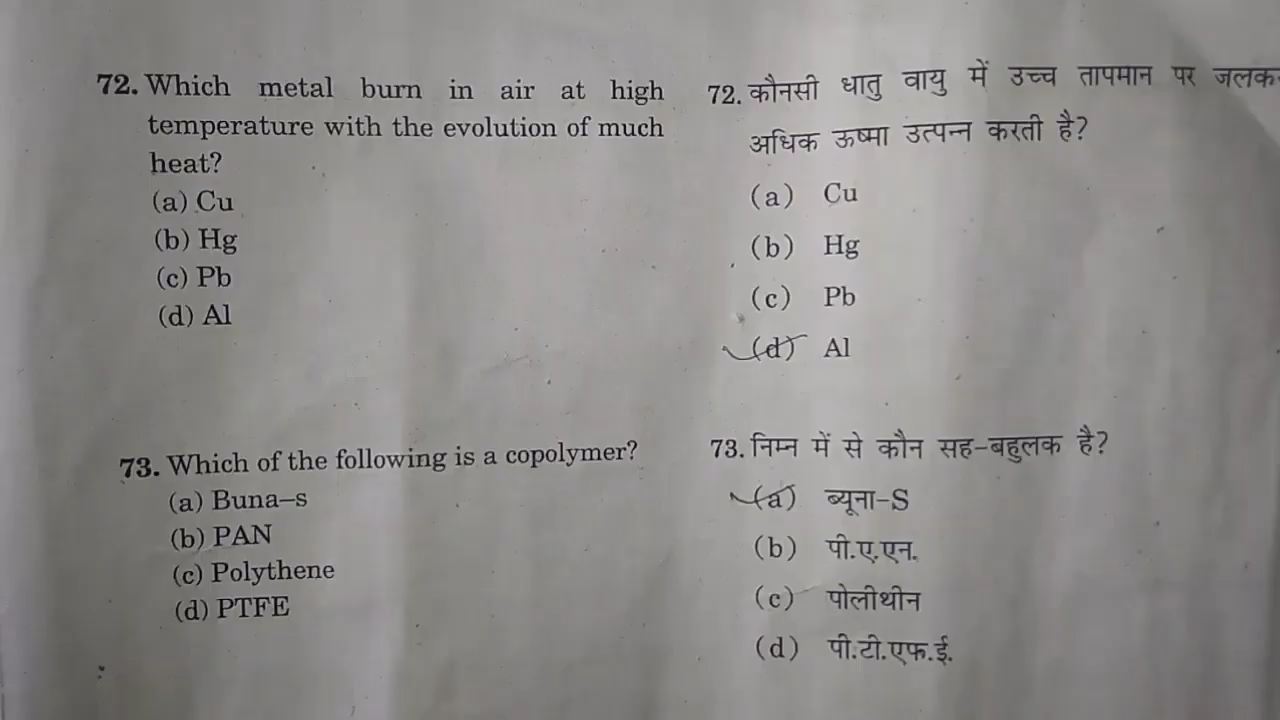 72. Which metal burn in air at high
temperature with the evolution of much
heat?
(a) Cu
(b) Hg
(c) Pb
(d) Al
73. Which of the following is a copolymer?
(a) Buna–s
(b) PAN
(c) Polythene
(d) PTFE
72. कौनसी धातु वायु में उच्च तापमान पर जलकर
अधिक ऊष्मा उत्पन्न करती है?
(a) Cu
(b) Hg
(c) Pb
(d) Al
73. निम्न में से कौन सह-बहुलक है?
(a) ब्यूना-S
(b) पी.ए.एन.
(c) पोलीथीन
(d) पी.टी.एफ.ई.